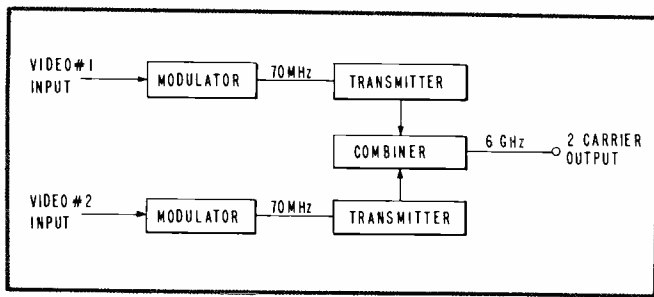 VIDEO #1
INPUT
MODULATOR
70MHz
TRANSMITTER
COMBINER
6 GHz
2 CARRIER
OUTPUT
VIDEO #2
INPUT
MODULATOR
70MHz
TRANSMITTER